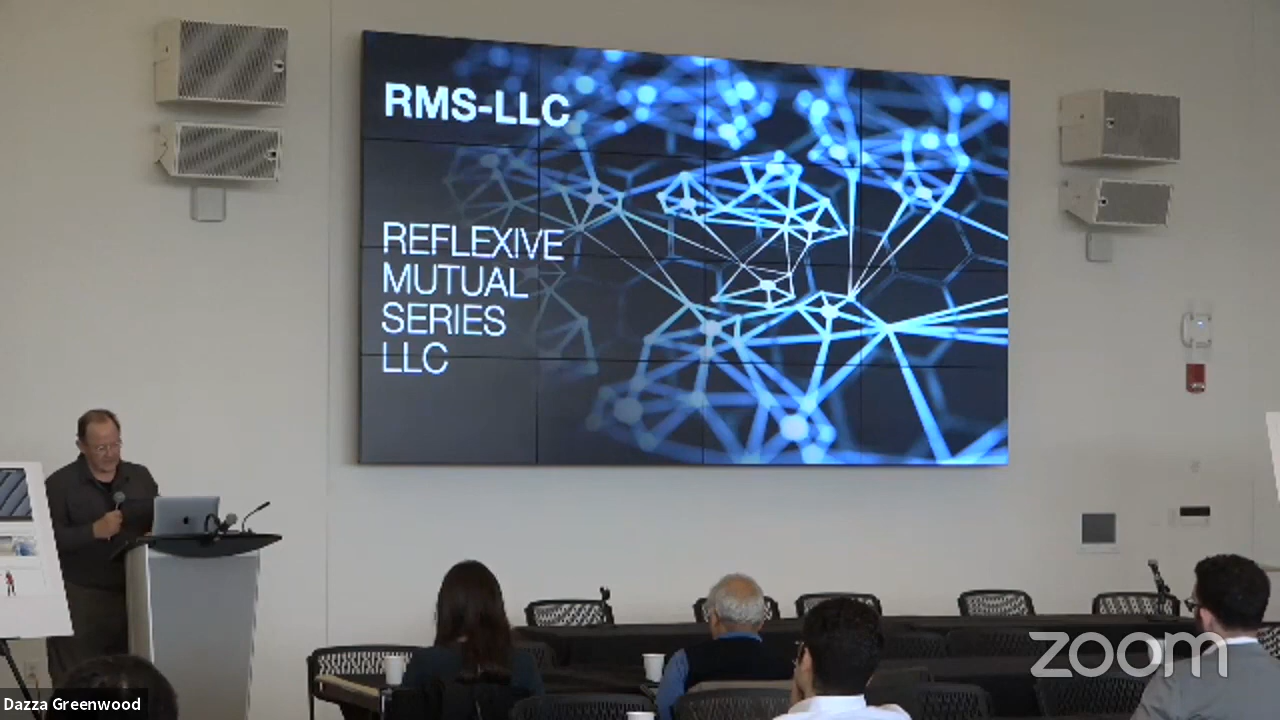 RMS-LLC
REFLEXIVE
MUTUAL
SERIES
LLC
zoom
Dazza Greenwood